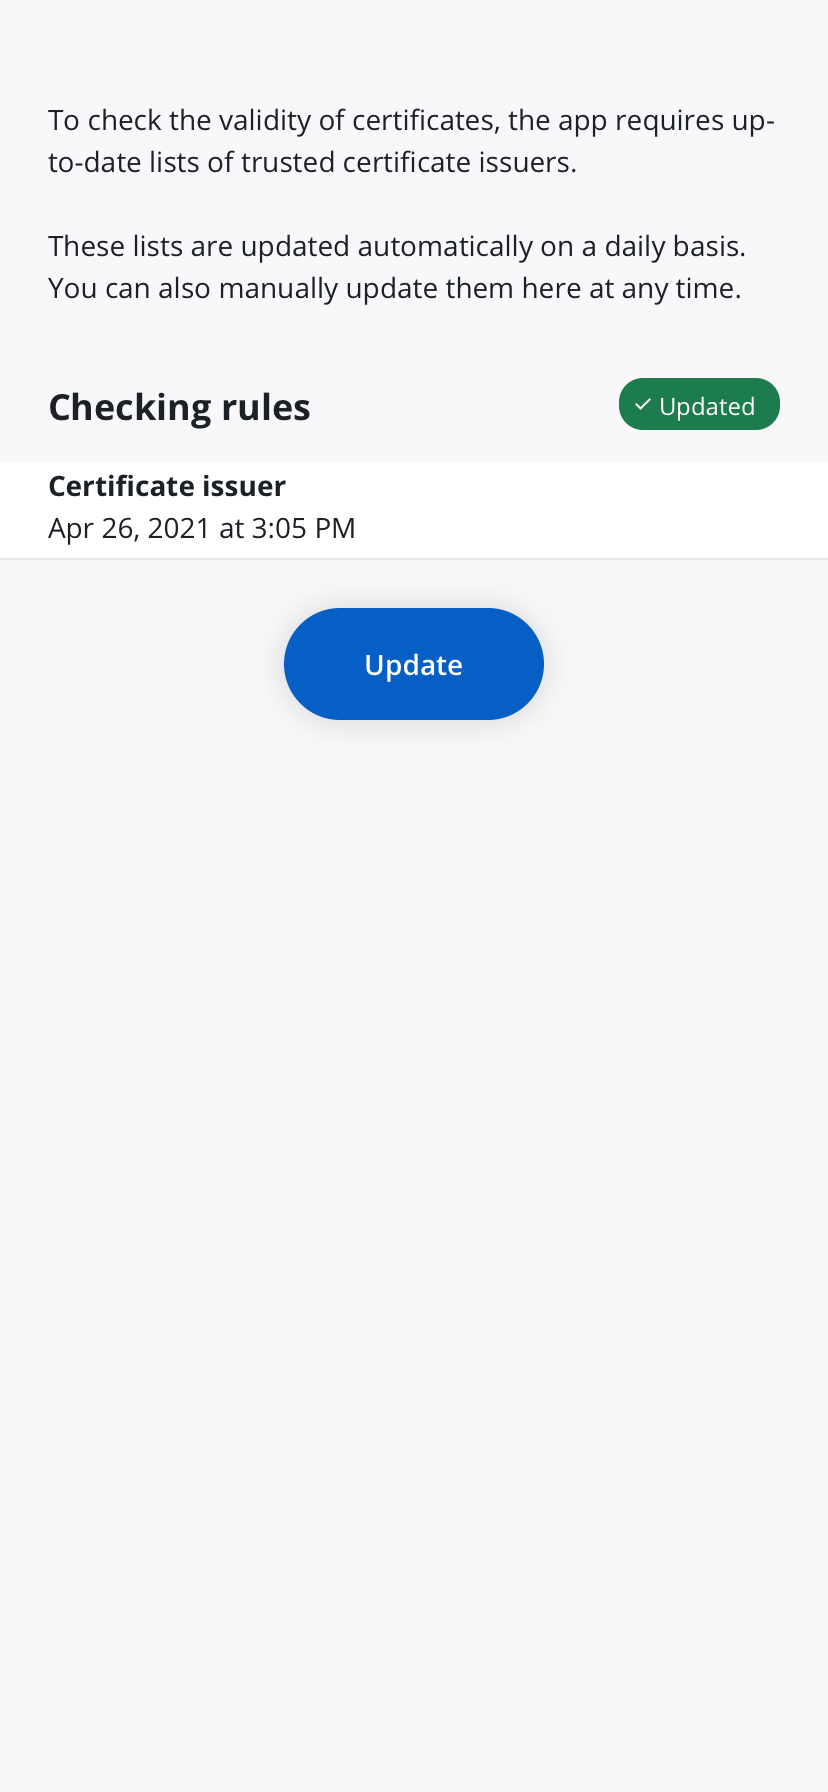 To check the validity of certificates, the app requires up-
to-date lists of trusted certificate issuers.
These lists are updated automatically on a daily basis.
You can also manually update them here at any time.
Checking rules
Updated
Certificate issuer
Apr 26, 2021 at 3:05 PM
Update